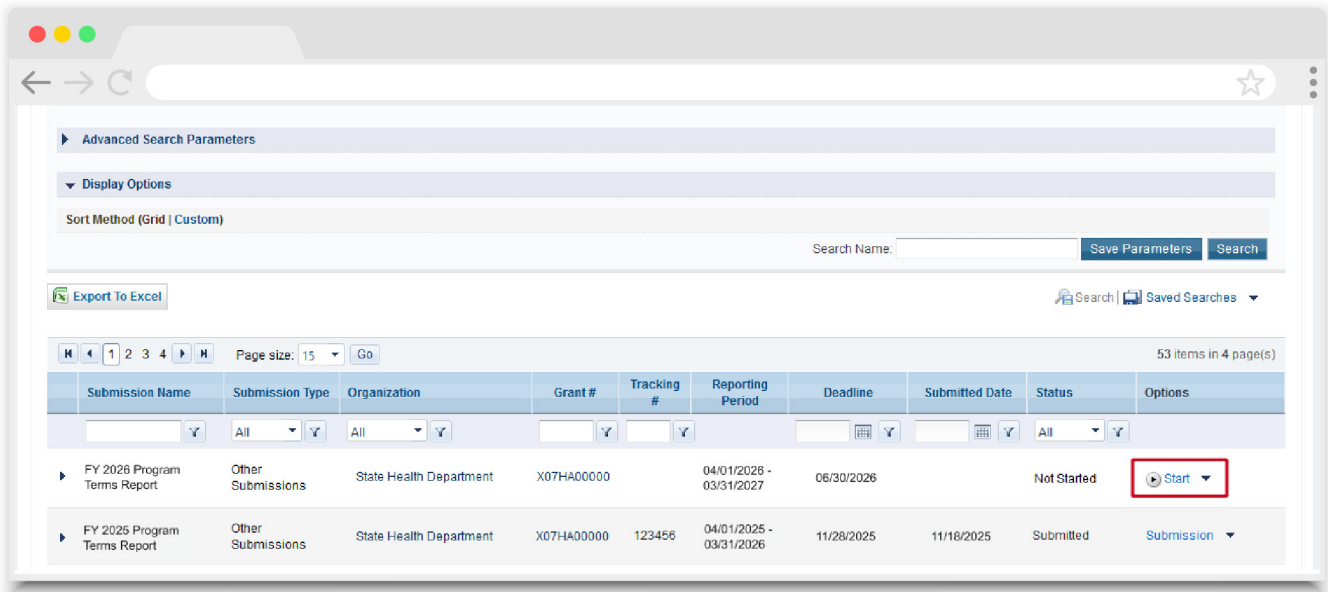 Advanced Search Parameters
Display Options
Sort Method (Grid | Custom)
Search Name: Save Parameters Search
Export To Excel Search | Saved Searches
1 2 3 4 Page size: 15 Go 53 items in 4 page(s)
Submission Name Submission Type Organization Grant # Tracking # Reporting Period Deadline Submitted Date Status Options
All All All
FY 2026 Program Terms Report Other Submissions State Health Department X07HA00000 04/01/2026 - 03/31/2027 06/30/2026 Not Started Start
FY 2025 Program Terms Report Other Submissions State Health Department X07HA00000 123456 04/01/2025 - 03/31/2026 11/28/2025 11/18/2025 Submitted Submission